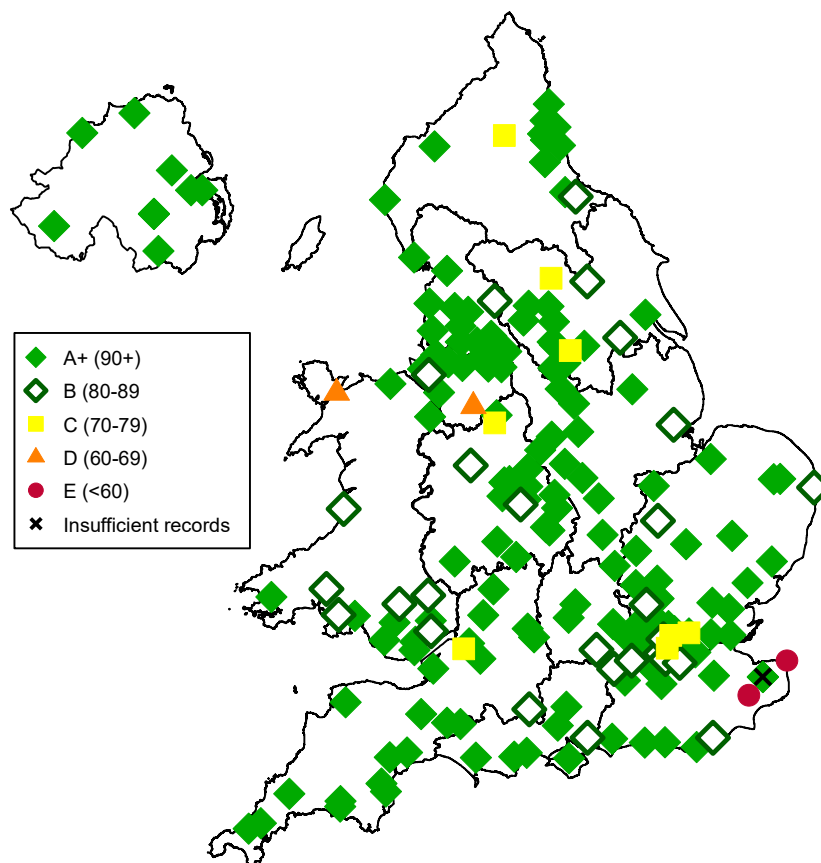 A+ (90+)
B (80-89
C (70-79)
D (60-69)
E (<60)
Insufficient records